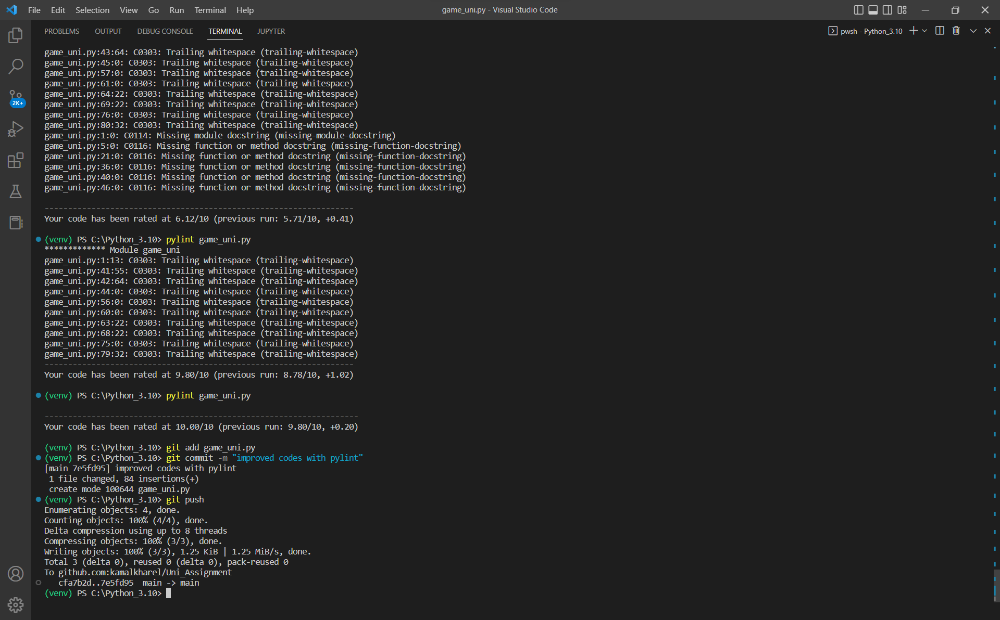 File Edit Selection View Go Run Terminal Help
game_uni.py - Visual Studio Code
PROBLEMS OUTPUT DEBUG CONSOLE TERMINAL JUPYTER
pwsh - Python_3.10
2K+
game_uni.py:43:64: C0303: Trailing whitespace (trailing-whitespace)
game_uni.py:45:0: C0303: Trailing whitespace (trailing-whitespace)
game_uni.py:57:0: C0303: Trailing whitespace (trailing-whitespace)
game_uni.py:61:0: C0303: Trailing whitespace (trailing-whitespace)
game_uni.py:64:22: C0303: Trailing whitespace (trailing-whitespace)
game_uni.py:69:22: C0303: Trailing whitespace (trailing-whitespace)
game_uni.py:76:0: C0303: Trailing whitespace (trailing-whitespace)
game_uni.py:80:32: C0303: Trailing whitespace (trailing-whitespace)
game_uni.py:1:0: C0114: Missing module docstring (missing-module-docstring)
game_uni.py:5:0: C0116: Missing function or method docstring (missing-function-docstring)
game_uni.py:21:0: C0116: Missing function or method docstring (missing-function-docstring)
game_uni.py:36:0: C0116: Missing function or method docstring (missing-function-docstring)
game_uni.py:40:0: C0116: Missing function or method docstring (missing-function-docstring)
game_uni.py:46:0: C0116: Missing function or method docstring (missing-function-docstring)
------------------------------------------------------------------
Your code has been rated at 6.12/10 (previous run: 5.71/10, +0.41)
(venv) PS C:\Python_3.10> pylint game_uni.py
************* Module game_uni
game_uni.py:1:13: C0303: Trailing whitespace (trailing-whitespace)
game_uni.py:41:55: C0303: Trailing whitespace (trailing-whitespace)
game_uni.py:42:64: C0303: Trailing whitespace (trailing-whitespace)
game_uni.py:44:0: C0303: Trailing whitespace (trailing-whitespace)
game_uni.py:56:0: C0303: Trailing whitespace (trailing-whitespace)
game_uni.py:60:0: C0303: Trailing whitespace (trailing-whitespace)
game_uni.py:63:22: C0303: Trailing whitespace (trailing-whitespace)
game_uni.py:68:22: C0303: Trailing whitespace (trailing-whitespace)
game_uni.py:75:0: C0303: Trailing whitespace (trailing-whitespace)
game_uni.py:79:32: C0303: Trailing whitespace (trailing-whitespace)
------------------------------------------------------------------
Your code has been rated at 9.80/10 (previous run: 8.78/10, +1.02)
(venv) PS C:\Python_3.10> pylint game_uni.py
-------------------------------------------------------------------
Your code has been rated at 10.00/10 (previous run: 9.80/10, +0.20)
(venv) PS C:\Python_3.10> git add game_uni.py
(venv) PS C:\Python_3.10> git commit -m "improved codes with pylint"
[main 7e5fd95] improved codes with pylint
1 file changed, 84 insertions(+)
create mode 100644 game_uni.py
(venv) PS C:\Python_3.10> git push
Enumerating objects: 4, done.
Counting objects: 100% (4/4), done.
Delta compression using up to 8 threads
Compressing objects: 100% (3/3), done.
Writing objects: 100% (3/3), 1.25 KiB | 1.25 MiB/s, done.
Total 3 (delta 0), reused 0 (delta 0), pack-reused 0
To github.com:kamalkharel/Uni_Assignment
cfa7b2d..7e5fd95 main -> main
(venv) PS C:\Python_3.10>